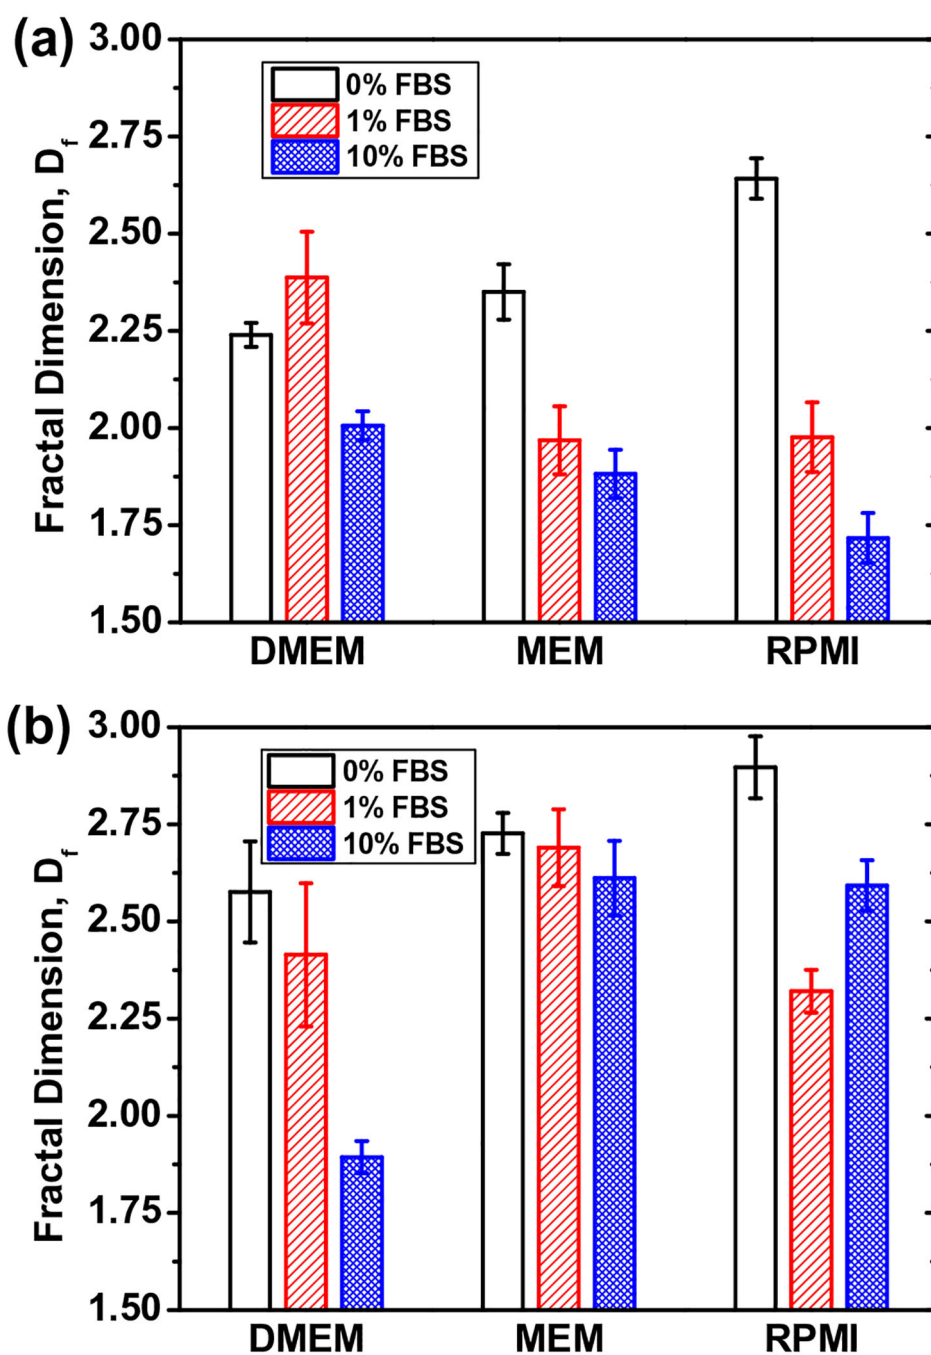 (a)
3.00
2.75
2.50
2.25
2.00
1.75
1.50
Fractal Dimension, D_f
0% FBS
1% FBS
10% FBS
DMEM MEM RPMI
(b)
3.00
2.75
2.50
2.25
2.00
1.75
1.50
Fractal Dimension, D_f
0% FBS
1% FBS
10% FBS
DMEM MEM RPMI